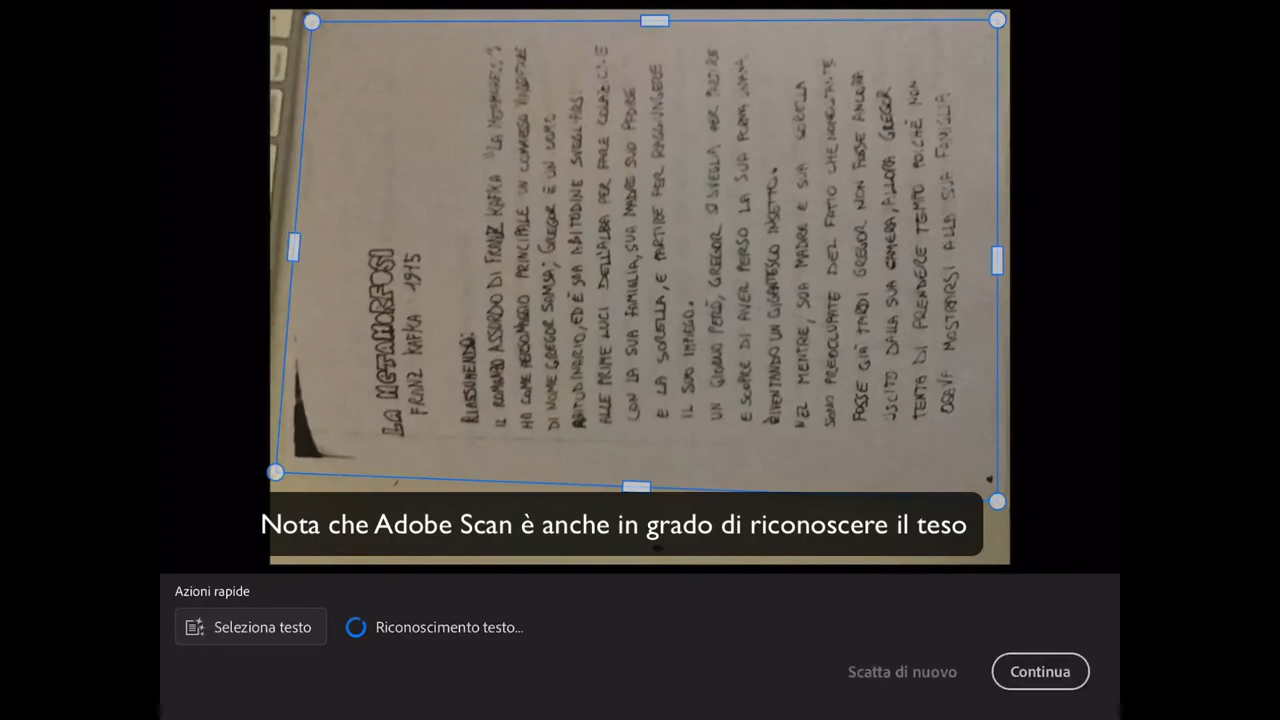 LA METAMORFOSI
FRANZ KAFKA 1915
RIASSUMENDO:
IL ROMANZO ASSORDO DI FRANZ KAFKA "LA METAMORFOSI",
HA COME PERSONAGGIO PRINCIPALE UN COMMESSO VIAGGIATORE
DI NOME GREGOR SAMSA; GREGOR È UN UOMO
ABITUDINARIO, ED È SUA ABITUDINE SVEGLIARSI
ALLE PRIME LUCI DELL'ALBA PER FARE COLAZIONE
CON LA SUA FAMIGLIA, SUA MADRE SUO PADRE
E LA SORELLA, E PARTIRE PER RAGGIUNGERE
IL SUO IMPIEGO.
UN GIORNO PERÒ, GREGOR SI SVEGLIA PER PARTIRE
E SCOPRE DI AVER PERSO LA SUA FORMA UMANA
DIVENTANDO UN GIGANTESCO INSETTO.
NEL MENTRE, SUA MADRE E SUA SORELLA
SONO PREOCCUPATE DEL FATTO CHE NONOSTANTE
FOSSE GIÀ TARDI GREGOR NON FOSSE ANCORA
USCITO DALLA SUA CAMERA, ALLORA GREGOR
TENTA DI PRENDERE TEMPO POICHÈ NON
OSAVA MOSTRARSI ALLA SUA FAMIGLIA
Nota che Adobe Scan è anche in grado di riconoscere il teso
Azioni rapide
Seleziona testo
Riconoscimento testo...
Scatta di nuovo
Continua